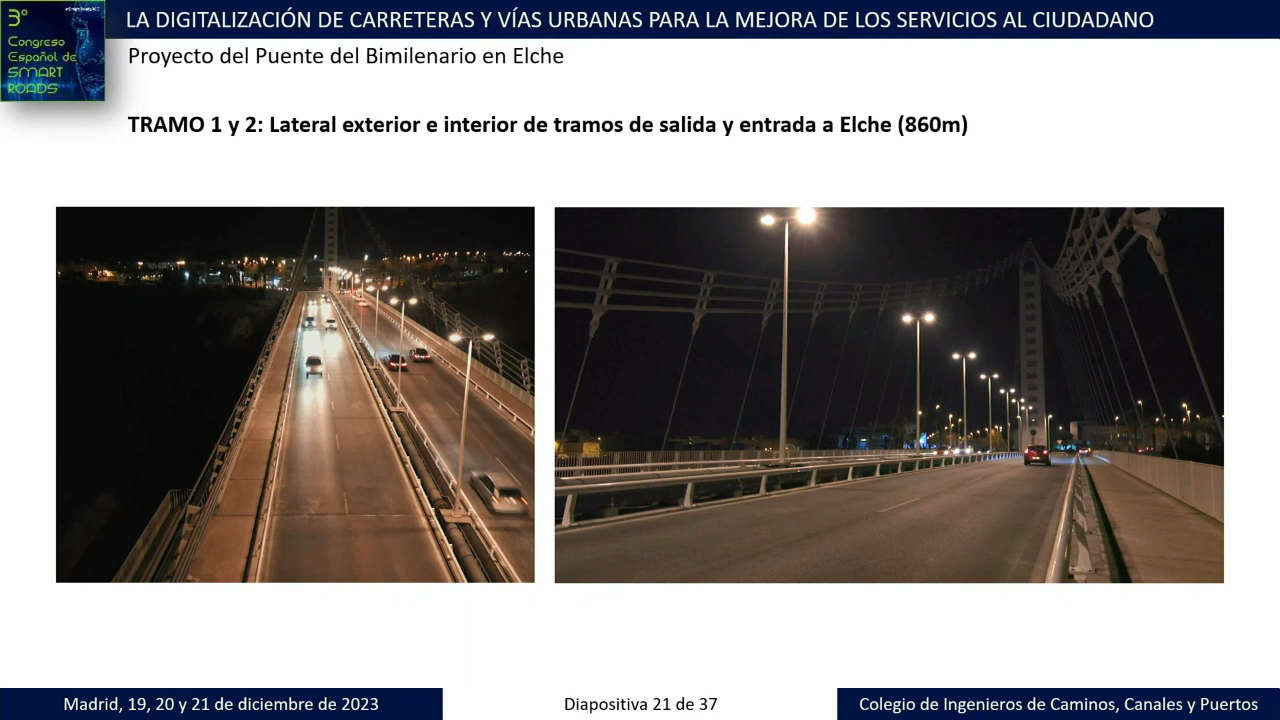 3º
Congreso
Español de
SMART
ROADS
LA DIGITALIZACIÓN DE CARRETERAS Y VÍAS URBANAS PARA LA MEJORA DE LOS SERVICIOS AL CIUDADANO
Proyecto del Puente del Bimilenario en Elche
TRAMO 1 y 2: Lateral exterior e interior de tramos de salida y entrada a Elche (860m)
Madrid, 19, 20 y 21 de diciembre de 2023
Diapositiva 21 de 37
Colegio de Ingenieros de Caminos, Canales y Puertos